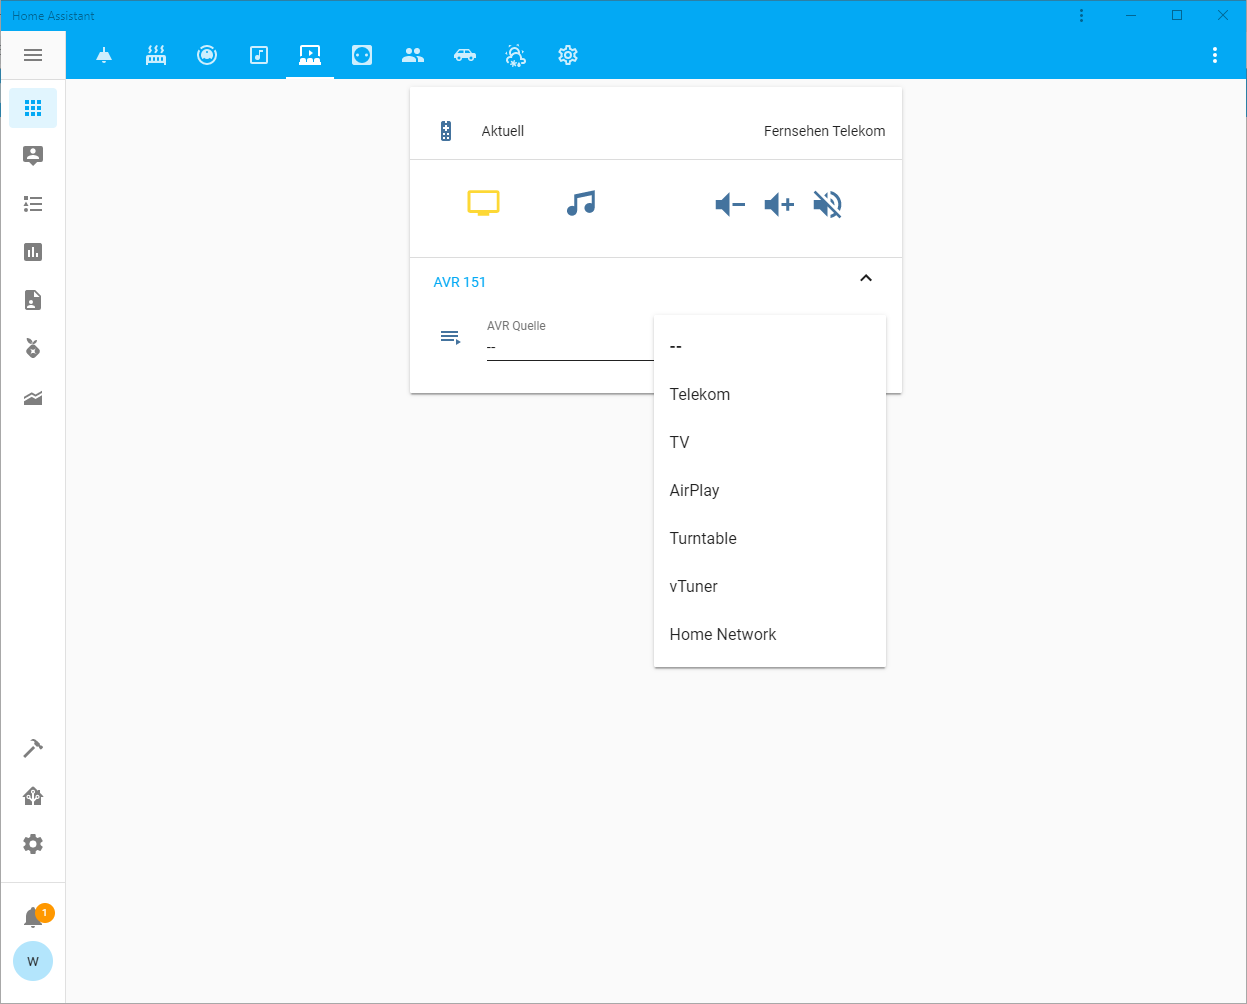 Home Assistant
Aktuell
Fernsehen Telekom
AVR 151
AVR Quelle
--
--
Telekom
TV
AirPlay
Turntable
vTuner
Home Network
1
W